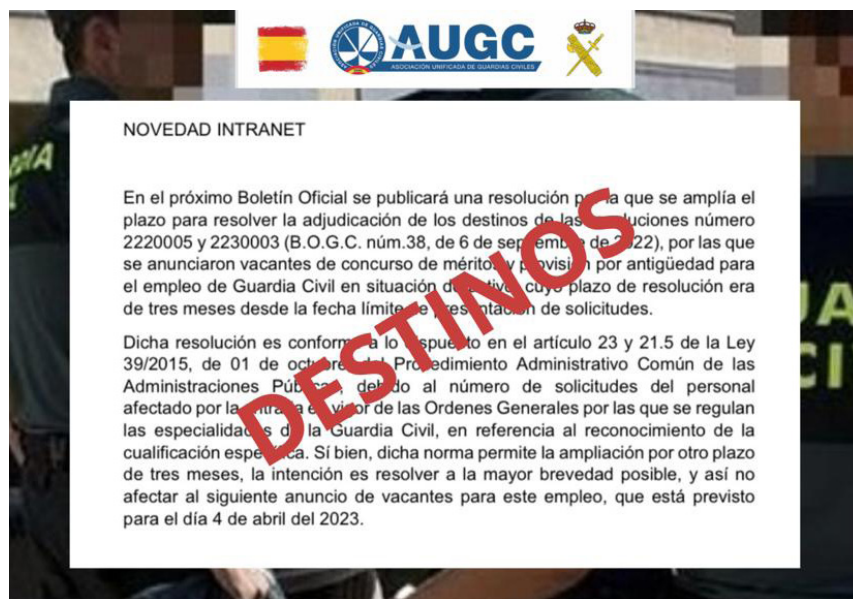 AUGC
ASOCIACIÓN UNIFICADA DE GUARDIAS CIVILES
NOVEDAD INTRANET
En el próximo Boletín Oficial se publicará una resolución por la que se amplía el
plazo para resolver la adjudicación de los destinos de las
2220005 y 2230003 (B.O.G.C. núm.38, de 6 de septiembre de 2022), por las que
se anunciaron vacantes de concurso de méritos y provisión por antigüedad para
el empleo de Guardia Civil en situación de activo, cuyo plazo de resolución era
de tres meses desde la fecha límite de presentación de solicitudes.
Dicha resolución es conforme a lo dispuesto en el artículo 23 y 21.5 de la Ley
39/2015, de 01 de octubre del Procedimiento Administrativo Común de las
Administraciones Públicas, debido al número de solicitudes del personal
afectado por la entrada en vigor de las Ordenes Generales por las que se regulan
las especialidades de la Guardia Civil, en referencia al reconocimiento de la
cualificación específica. Sí bien, dicha norma permite la ampliación por otro plazo
de tres meses, la intención es resolver a la mayor brevedad posible, y así no
afectar al siguiente anuncio de vacantes para este empleo, que está previsto
para el día 4 de abril del 2023.
DESTINOS